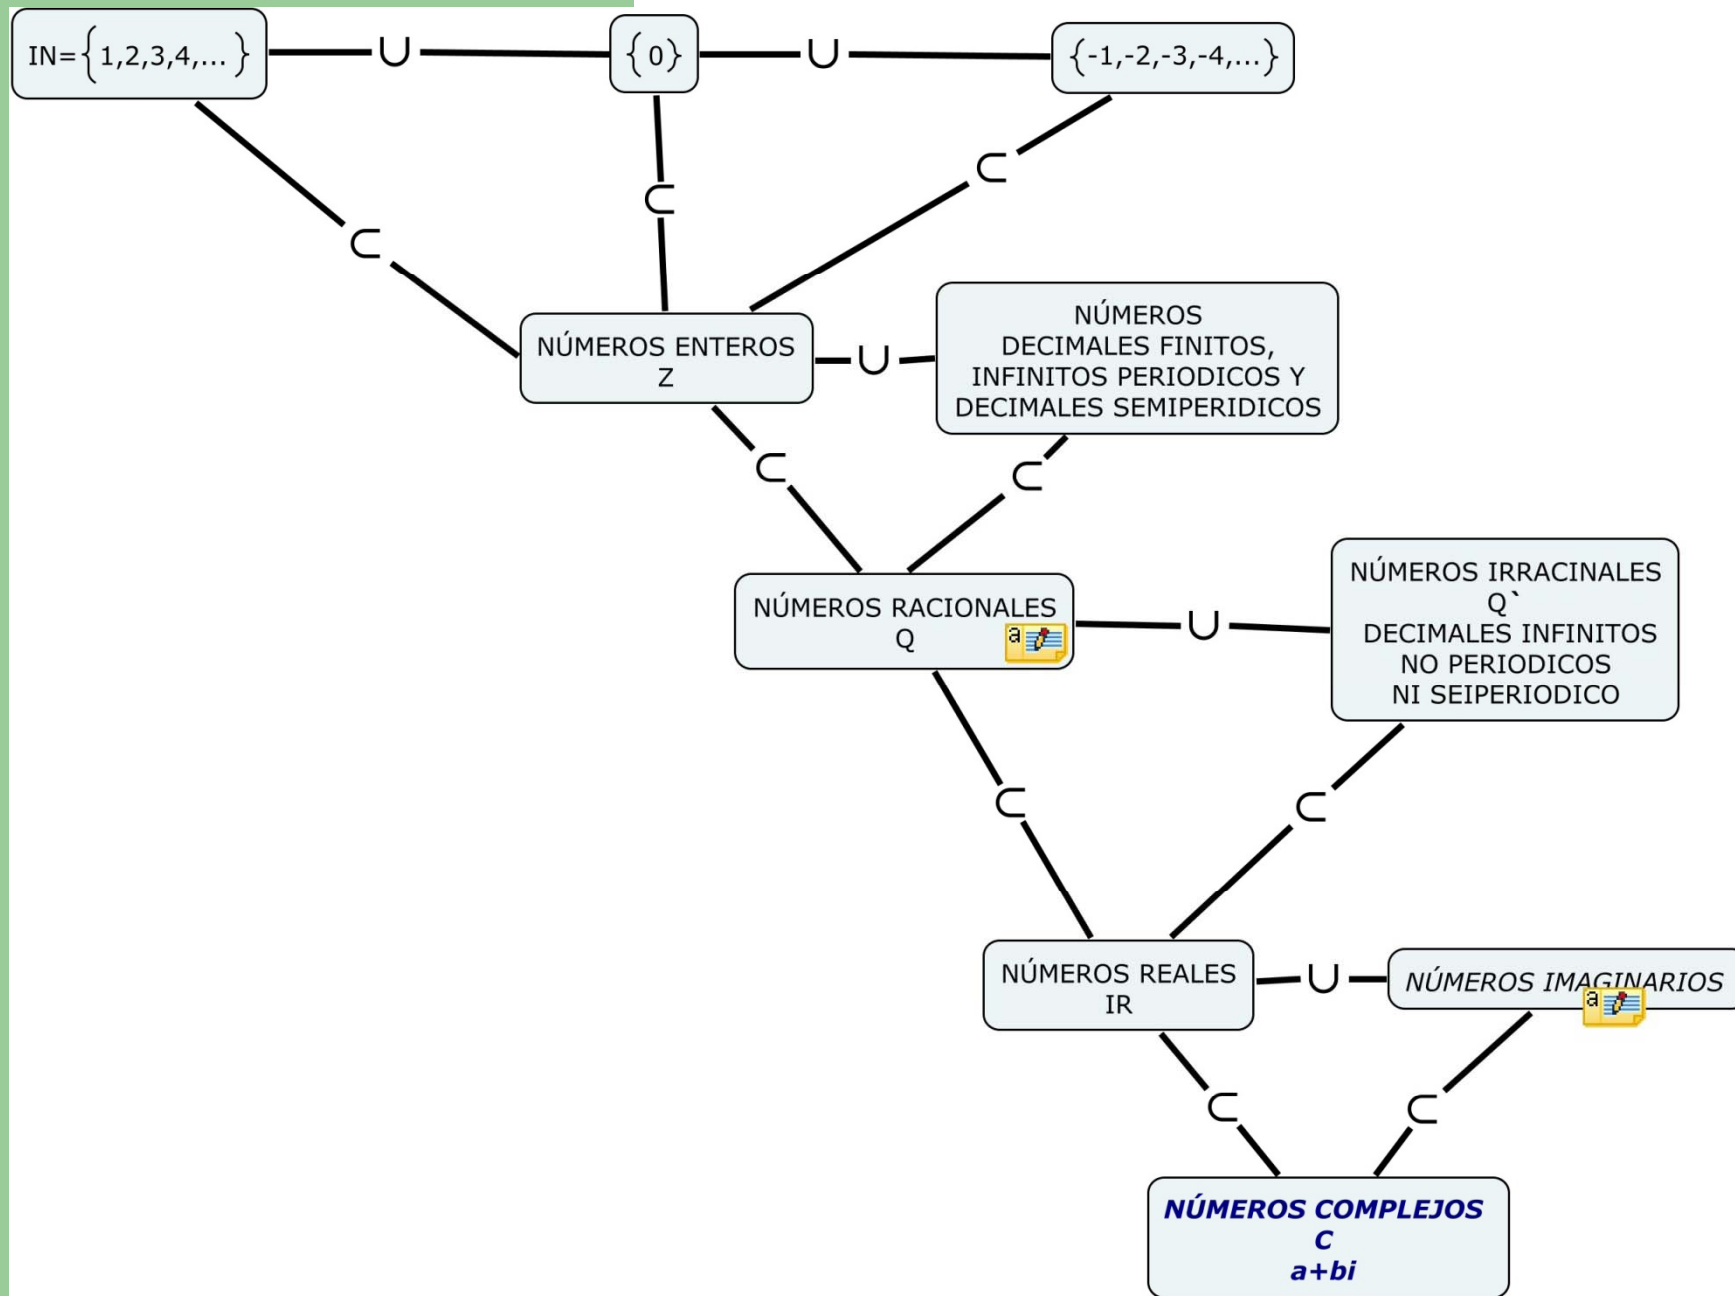 IN={1,2,3,4,...}
∪
{0}
∪
{-1,-2,-3,-4,...}
⊂
⊂
⊂
NÚMEROS ENTEROS
Z
∪
NÚMEROS
DECIMALES FINITOS,
INFINITOS PERIODICOS Y
DECIMALES SEMIPERIDICOS
⊂
⊂
NÚMEROS RACIONALES
Q
a
∪
NÚMEROS IRRACINALES
Q`
DECIMALES INFINITOS
NO PERIODICOS
NI SEIPERIODICO
⊂
⊂
NÚMEROS REALES
IR
∪
NÚMEROS IMAGINARIOS
a
⊂
⊂
NÚMEROS COMPLEJOS
C
a+bi